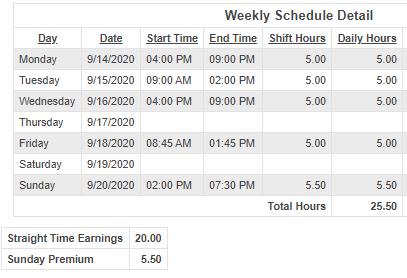 Weekly Schedule Detail
Day Date Start Time End Time Shift Hours Daily Hours
Monday 9/14/2020 04:00 PM 09:00 PM 5.00 5.00
Tuesday 9/15/2020 09:00 AM 02:00 PM 5.00 5.00
Wednesday 9/16/2020 04:00 PM 09:00 PM 5.00 5.00
Thursday 9/17/2020
Friday 9/18/2020 08:45 AM 01:45 PM 5.00 5.00
Saturday 9/19/2020
Sunday 9/20/2020 02:00 PM 07:30 PM 5.50 5.50
Total Hours 25.50
Straight Time Earnings 20.00
Sunday Premium 5.50